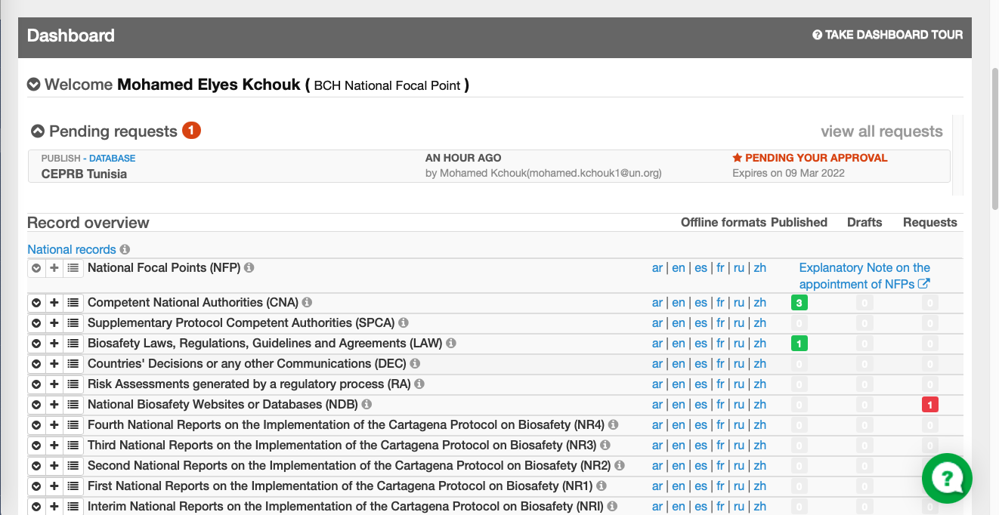 Dashboard
TAKE DASHBOARD TOUR
Welcome Mohamed Elyes Kchouk ( BCH National Focal Point )
Pending requests 1
view all requests
PUBLISH - DATABASE
CEPRB Tunisia
AN HOUR AGO
by Mohamed Kchouk(mohamed.kchouk1@un.org)
PENDING YOUR APPROVAL
Expires on 09 Mar 2022
Record overview Offline formats Published Drafts Requests
National records
National Focal Points (NFP) ar | en | es | fr | ru | zh Explanatory Note on the
appointment of NFPs
Competent National Authorities (CNA) ar | en | es | fr | ru | zh 3 0 0
Supplementary Protocol Competent Authorities (SPCA) ar | en | es | fr | ru | zh 0 0 0
Biosafety Laws, Regulations, Guidelines and Agreements (LAW) ar | en | es | fr | ru | zh 1 0 0
Countries' Decisions or any other Communications (DEC) ar | en | es | fr | ru | zh 0 0 0
Risk Assessments generated by a regulatory process (RA) ar | en | es | fr | ru | zh 0 0 0
National Biosafety Websites or Databases (NDB) ar | en | es | fr | ru | zh 0 0 1
Fourth National Reports on the Implementation of the Cartagena Protocol on Biosafety (NR4) ar | en | es | fr | ru | zh 0 0 0
Third National Reports on the Implementation of the Cartagena Protocol on Biosafety (NR3) ar | en | es | fr | ru | zh 0 0 0
Second National Reports on the Implementation of the Cartagena Protocol on Biosafety (NR2) ar | en | es | fr | ru | zh 0 0
First National Reports on the Implementation of the Cartagena Protocol on Biosafety (NR1) ar | en | es | fr | ru | zh 0 0
Interim National Reports on the Implementation of the Cartagena Protocol on Biosafety (NRI) ar | en | es | fr | ru | zh 0 0 0